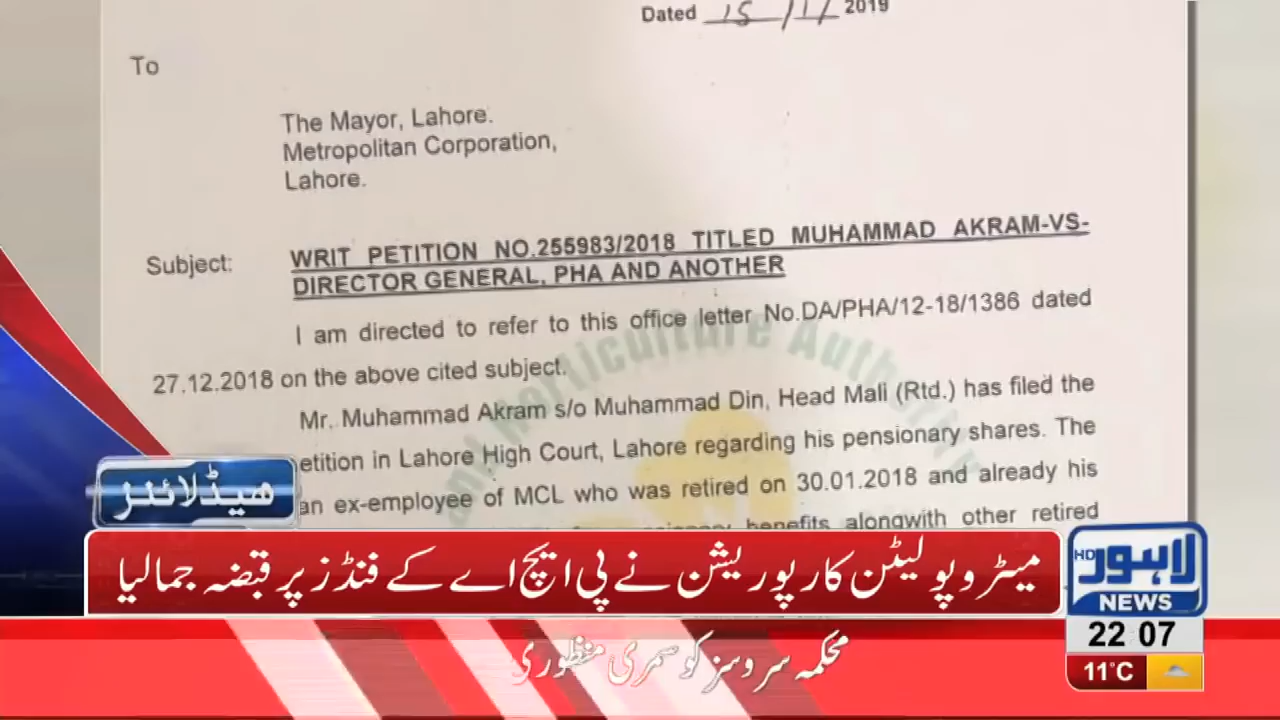 Dated 15/1/2019
To
The Mayor, Lahore.
Metropolitan Corporation,
Lahore.
Subject: WRIT PETITION NO.255983/2018 TITLED MUHAMMAD AKRAM-VS-
DIRECTOR GENERAL, PHA AND ANOTHER
I am directed to refer to this office letter No.DA/PHA/12-18/1386 dated
27.12.2018 on the above cited subject.
Mr. Muhammad Akram s/o Muhammad Din, Head Mali (Rtd.) has filed the
etition in Lahore High Court, Lahore regarding his pensionary shares. The
an ex-employee of MCL who was retired on 30.01.2018 and already his
benefits alongwith other retired
Horticulture Authority
ھیڈلائنز
میٹروپولیٹن کارپوریشن نے پی ایچ اے کے فنڈز پر قبضہ جمالیا
HD
لاہور
NEWS
22 07
11°C
محکمہ سروسز کو سمری منظوری